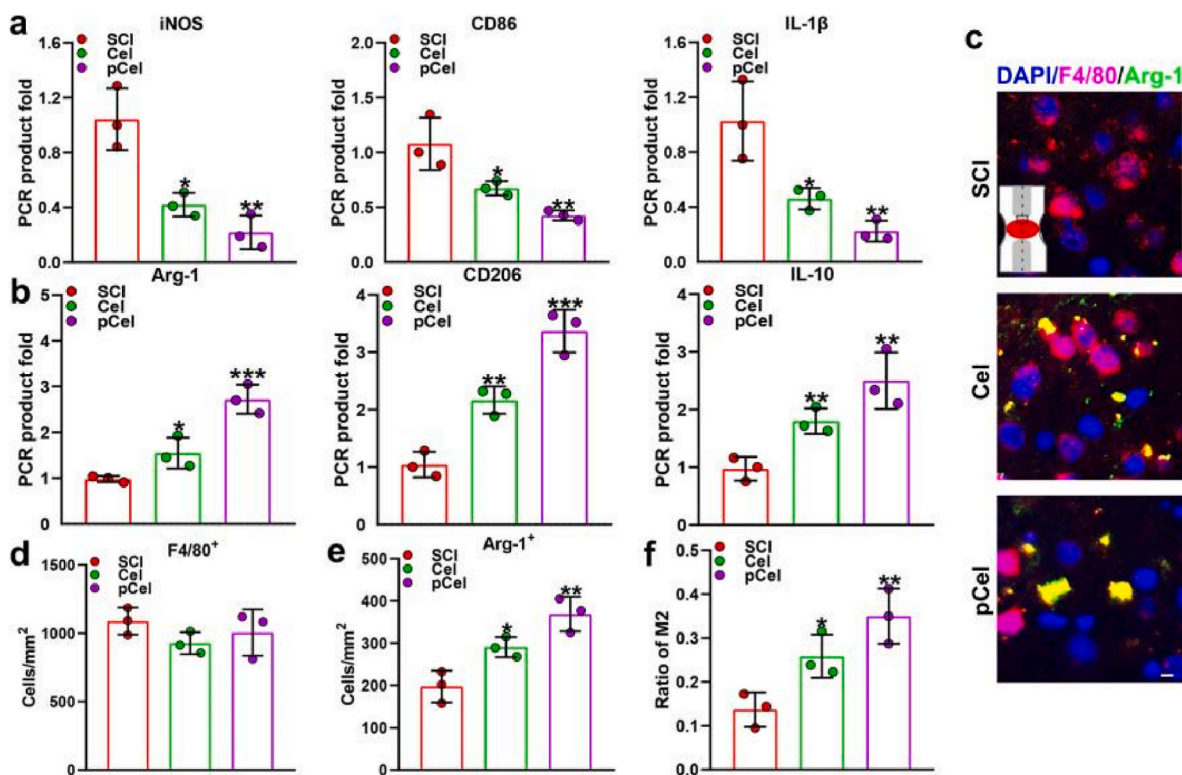 a
iNOS
PCR product fold
1.6
1.2
0.8
0.4
0.0
SCI
Cel
pCel
*
**
CD86
PCR product fold
2.0
1.5
1.0
0.5
0.0
SCI
Cel
pCel
*
**
IL-1β
PCR product fold
1.6
1.2
0.8
0.4
0.0
SCI
Cel
pCel
*
**
b
Arg-1
PCR product fold
5
4
3
2
1
0
SCI
Cel
pCel
*
***
CD206
PCR product fold
4
3
2
1
0
SCI
Cel
pCel
**
***
IL-10
PCR product fold
4
3
2
1
0
SCI
Cel
pCel
**
**
c
DAPI/F4/80/Arg-1
SCI
Cel
pCel
d
F4/80+
Cells/mm²
1500
1000
500
0
SCI
Cel
pCel
e
Arg-1+
Cells/mm²
500
400
300
200
100
0
SCI
Cel
pCel
*
**
f
Ratio of M2
0.5
0.4
0.3
0.2
0.1
0.0
SCI
Cel
pCel
*
**